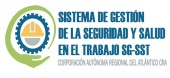 SISTEMA DE GESTIÓN
DE LA SEGURIDAD Y SALUD
EN EL TRABAJO SG-SST
CORPORACIÓN AUTÓNOMA REGIONAL DEL ATLÁNTICO CRA